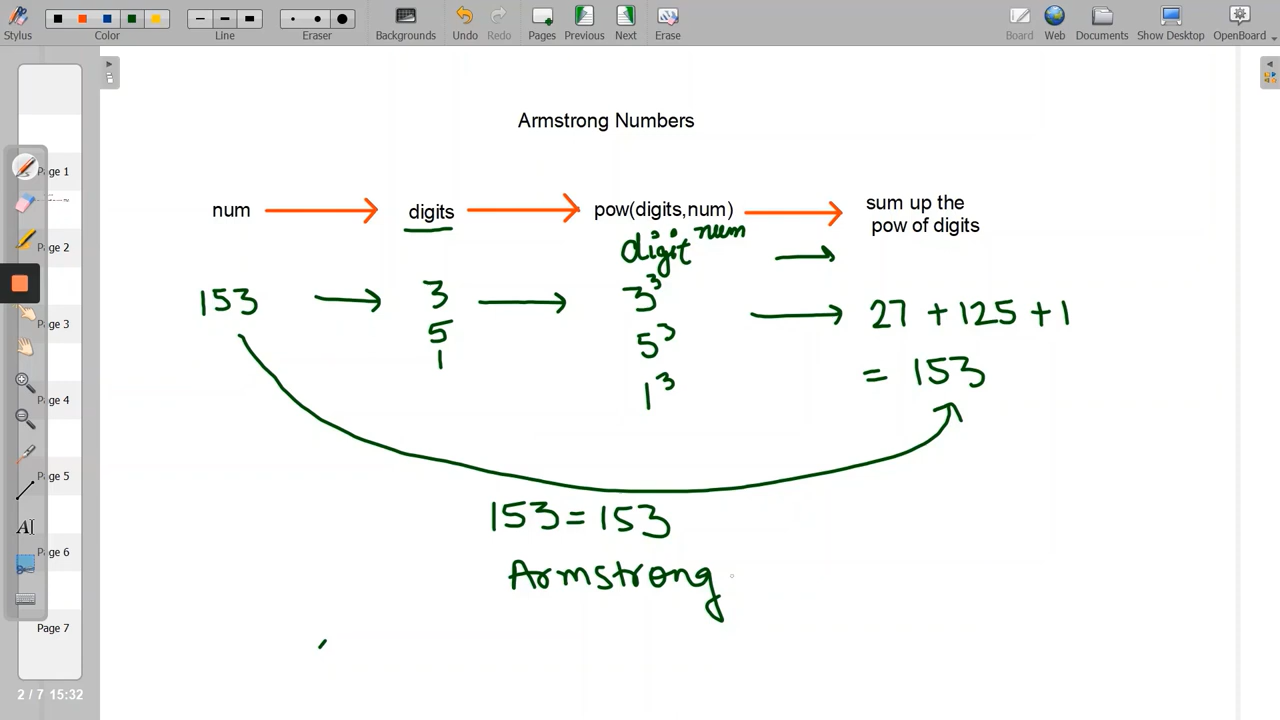 Stylus Color Line Eraser Backgrounds Undo Redo Pages Previous Next Erase Board Web Documents Show Desktop OpenBoard
Armstrong Numbers
num digits pow(digits,num) sum up the
pow of digits
digit^num
153 3 3^3 27 + 125 + 1
5 5^3 = 153
1 1^3
153 = 153
Armstrong
Page 1
Page 2
Page 3
Page 4
Page 5
Page 6
Page 7
AI
2 / 7 15:32